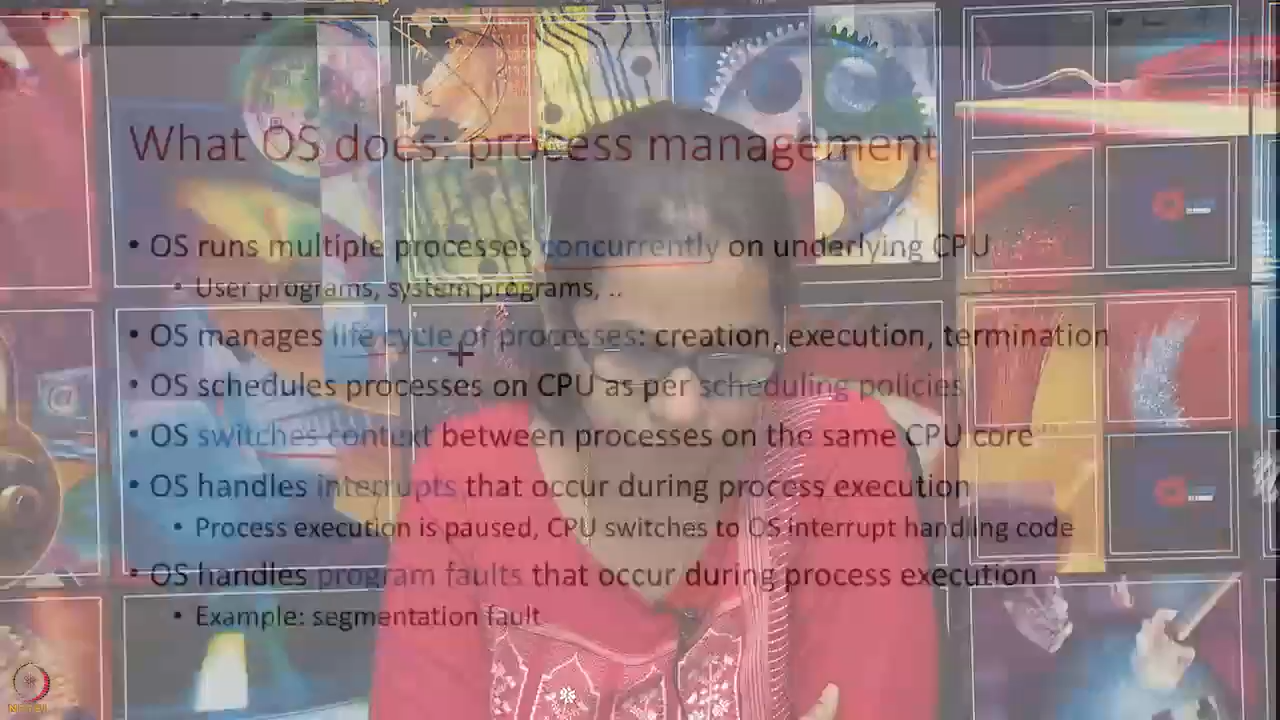 What OS does: process management
• OS runs multiple processes concurrently on underlying CPU
• User programs, system programs, ..
• OS manages life cycle of processes: creation, execution, termination
• OS schedules processes on CPU as per scheduling policies
• OS switches context between processes on the same CPU core
• OS handles interrupts that occur during process execution
• Process execution is paused, CPU switches to OS interrupt handling code
• OS handles program faults that occur during process execution
• Example: segmentation fault
NPTEL